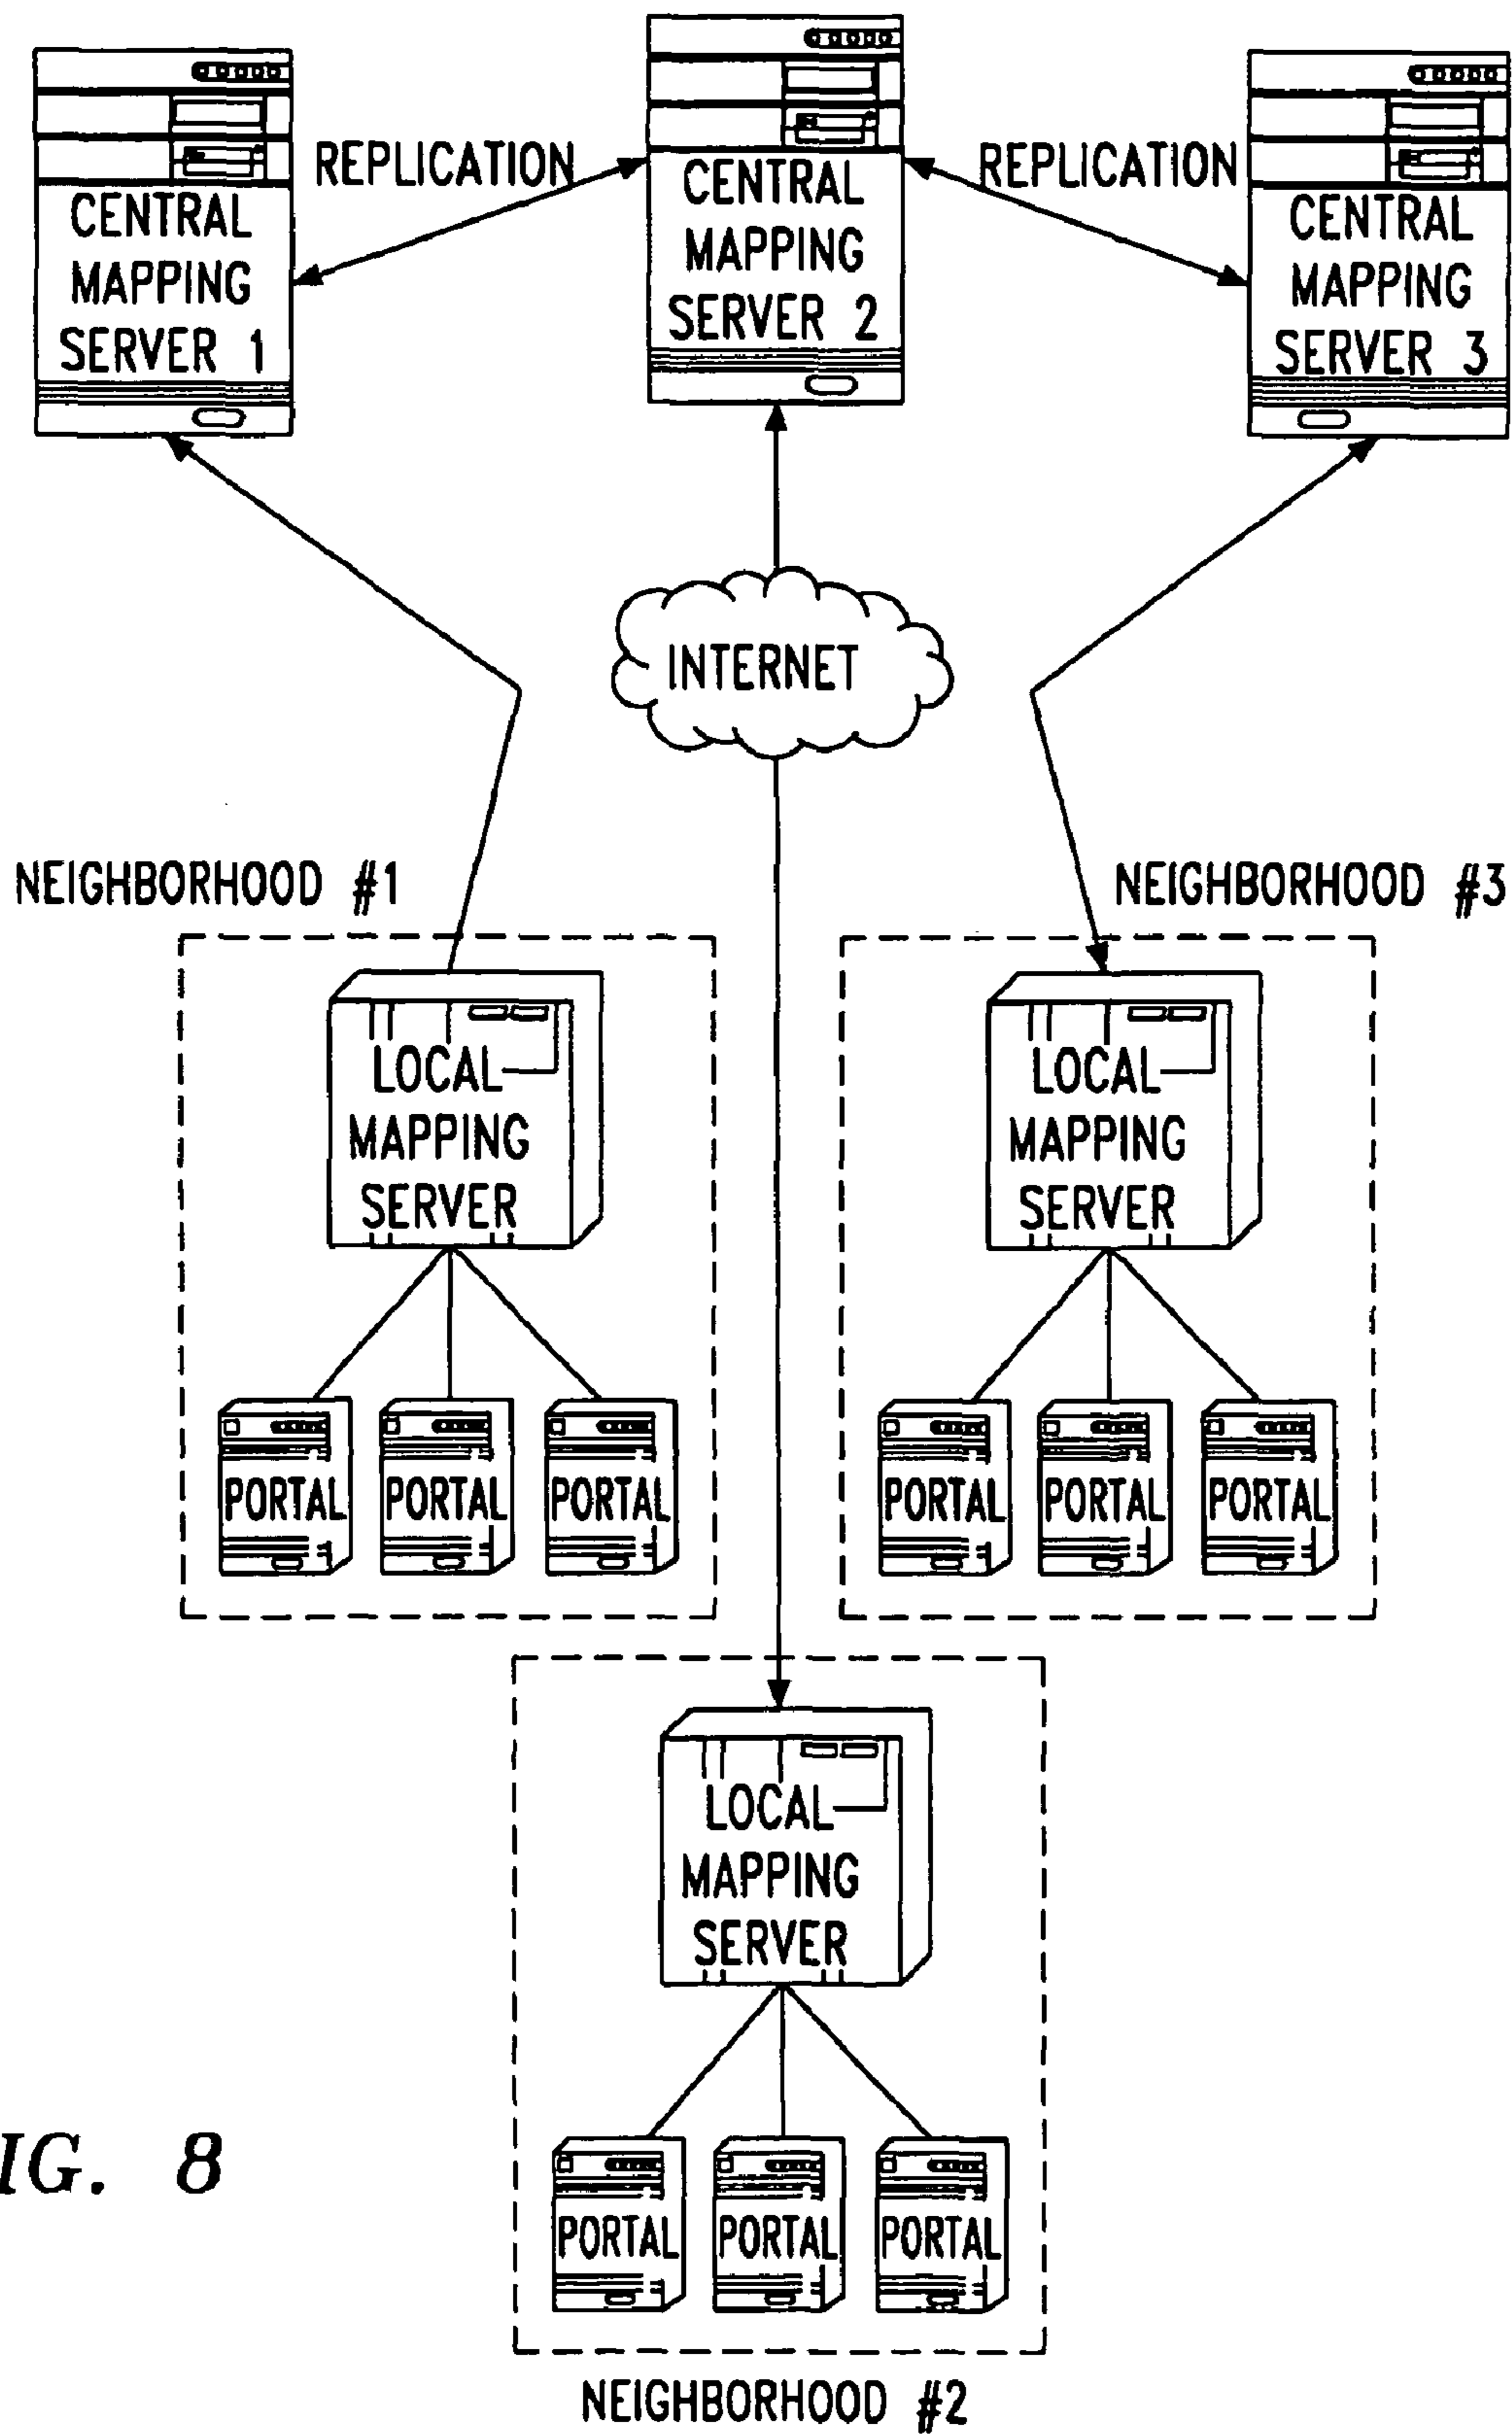 REPLICATION
REPLICATION
CENTRAL
MAPPING
SERVER 1
CENTRAL
MAPPING
SERVER 2
CENTRAL
MAPPING
SERVER 3
INTERNET
NEIGHBORHOOD #1
NEIGHBORHOOD #3
LOCAL
MAPPING
SERVER
LOCAL
MAPPING
SERVER
PORTAL
PORTAL
PORTAL
PORTAL
PORTAL
PORTAL
LOCAL
MAPPING
SERVER
PORTAL
PORTAL
PORTAL
IG. 8
NEIGHBORHOOD #2